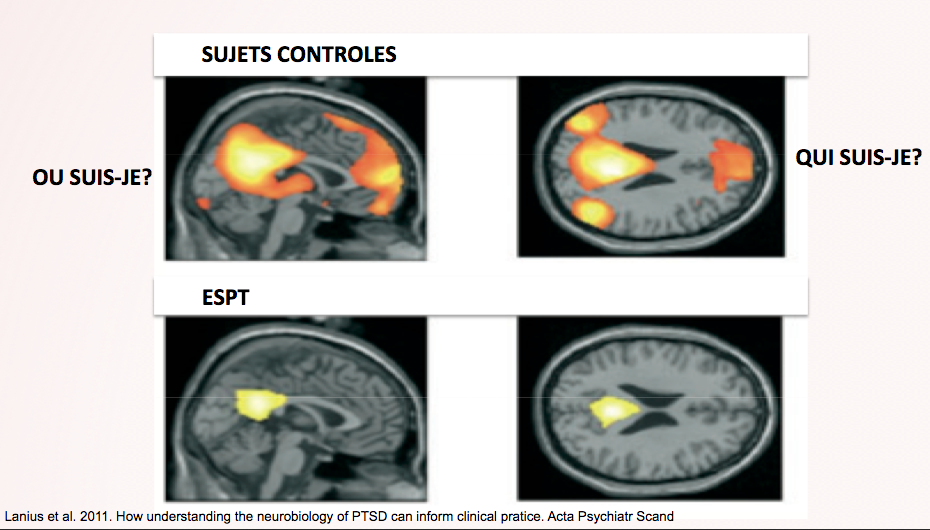 SUJETS CONTROLES
OU SUIS-JE?
QUI SUIS-JE?
ESPT
Lanius et al. 2011. How understanding the neurobiology of PTSD can inform clinical pratice. Acta Psychiatr Scand